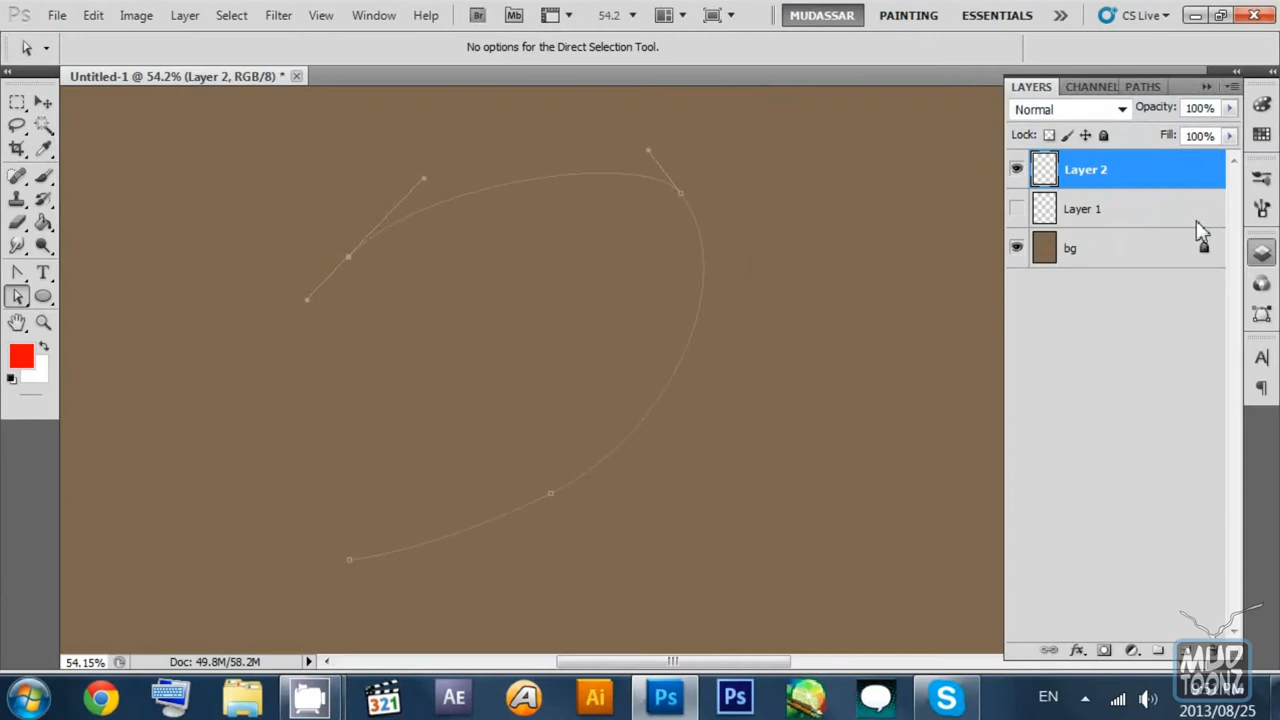 Ps File Edit Image Layer Select Filter View Window Help Br Mb 54.2 MUDASSAR PAINTING ESSENTIALS CS Live
No options for the Direct Selection Tool.
Untitled-1 @ 54.2% (Layer 2, RGB/8) *
LAYERS CHANNEL PATHS
Normal Opacity: 100%
Lock: Fill: 100%
Layer 2
Layer 1
bg
T
A
54.15% Doc: 49.8M/58.2M
fx
MUD
TOONZ
321 AE Ai Ps Ps S EN
2013/08/25